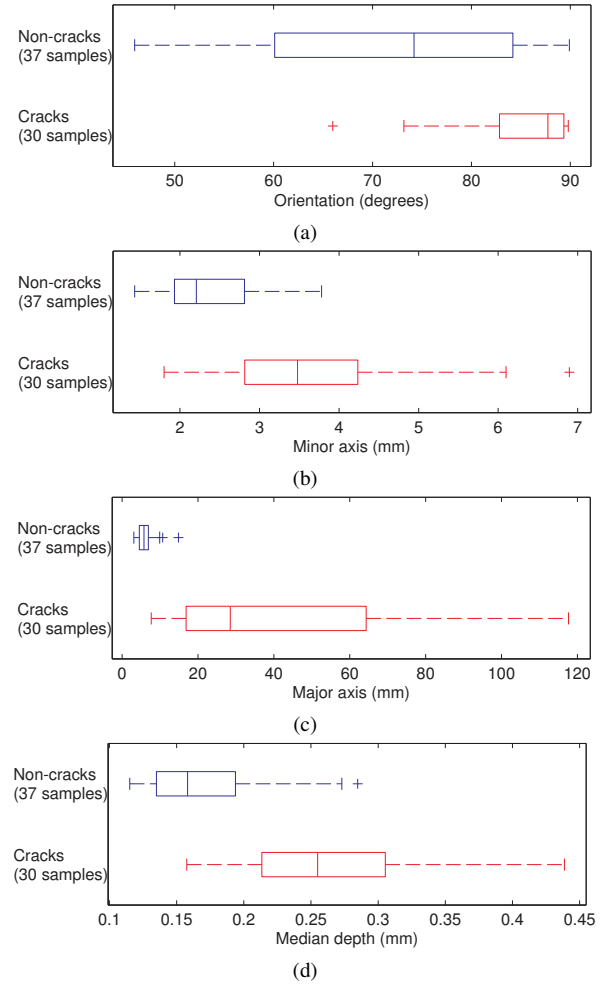 Non-cracks
(37 samples)
Cracks
(30 samples)
50 60 70 80 90
Orientation (degrees)
(a)
Non-cracks
(37 samples)
Cracks
(30 samples)
2 3 4 5 6 7
Minor axis (mm)
(b)
Non-cracks
(37 samples)
Cracks
(30 samples)
0 20 40 60 80 100 120
Major axis (mm)
(c)
Non-cracks
(37 samples)
Cracks
(30 samples)
0.1 0.15 0.2 0.25 0.3 0.35 0.4 0.45
Median depth (mm)
(d)